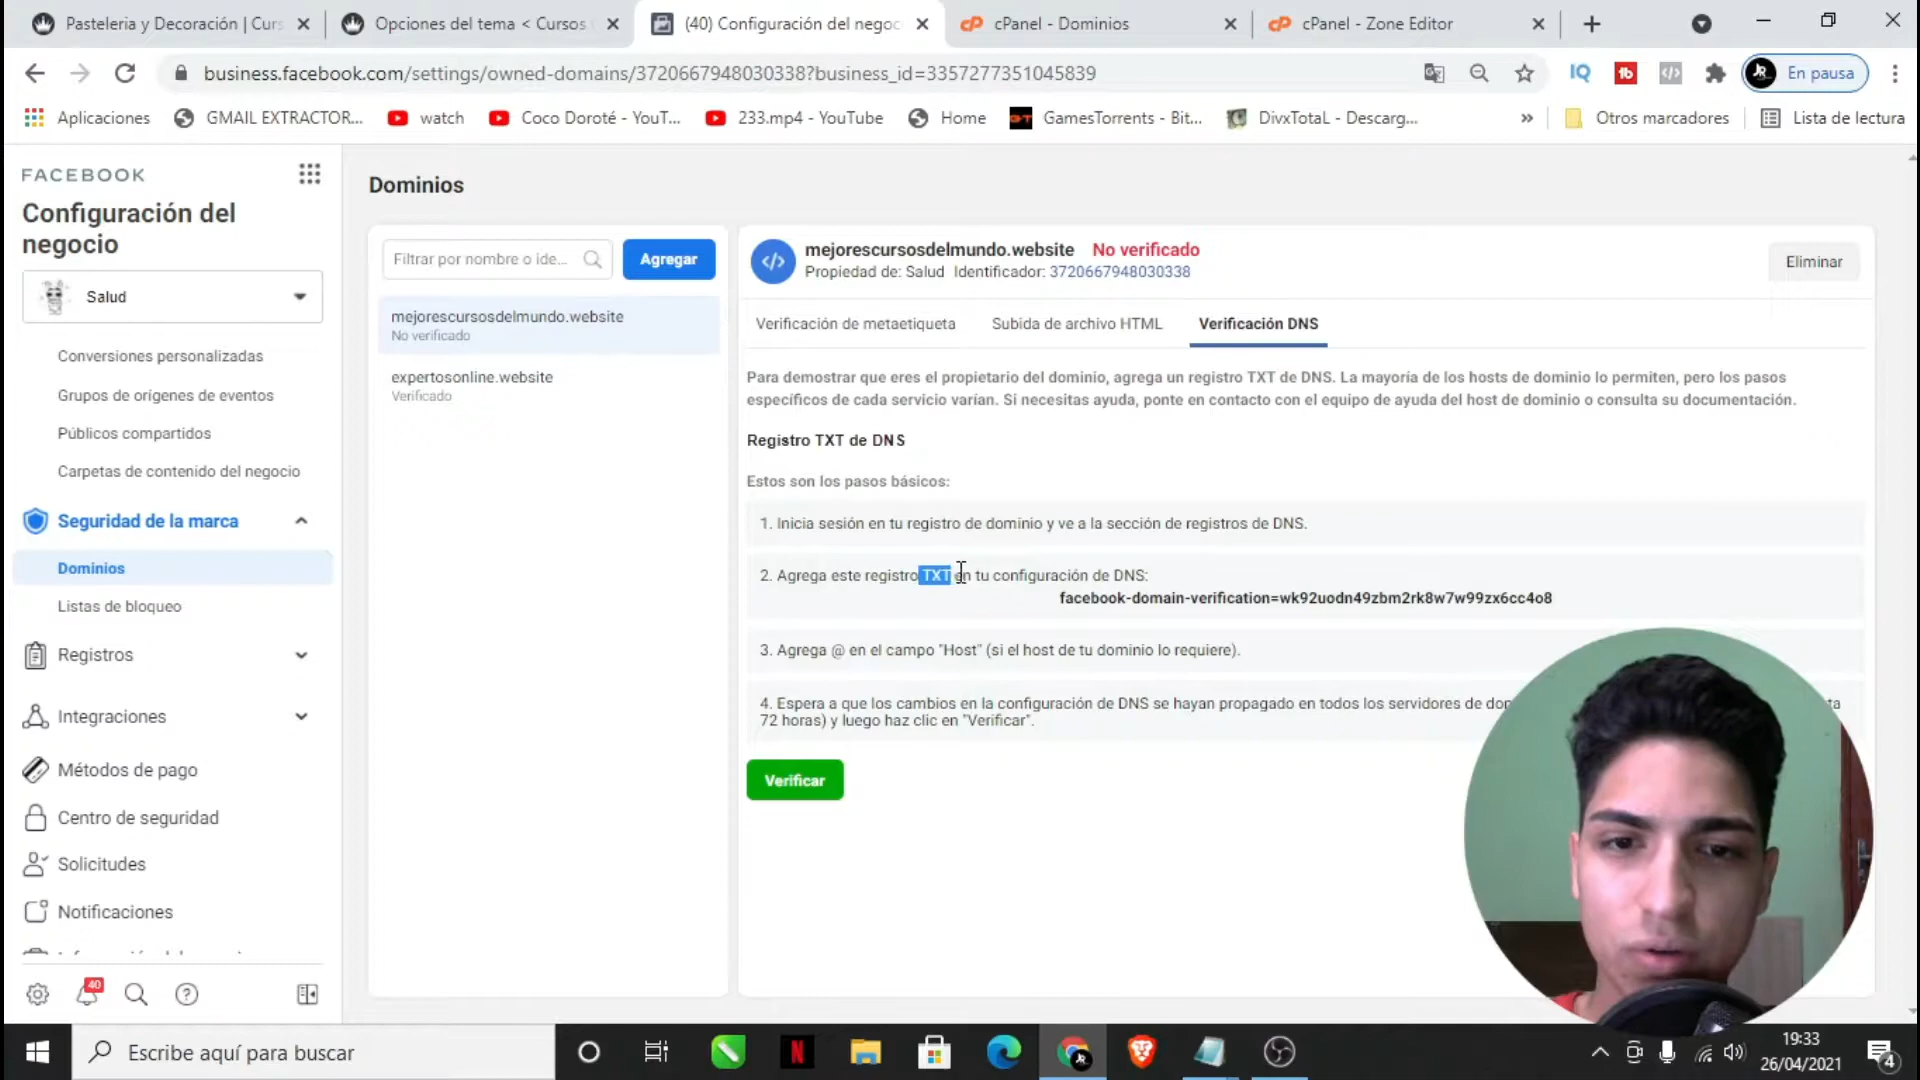 Pasteleria y Decoración | Curs
Opciones del tema < Cursos
(40) Configuración del negoc
cPanel - Dominios
cPanel - Zone Editor
business.facebook.com/settings/owned-domains/3720667948030338?business_id=3357277351045839
En pausa
Aplicaciones
GMAIL EXTRACTOR...
watch
Coco Doroté - YouT...
233.mp4 - YouTube
Home
GamesTorrents - Bit...
DivxTotaL - Descarg...
»
Otros marcadores
Lista de lectura
FACEBOOK
Configuración del
negocio
Salud
Conversiones personalizadas
Grupos de orígenes de eventos
Públicos compartidos
Carpetas de contenido del negocio
Seguridad de la marca
Dominios
Listas de bloqueo
Registros
Integraciones
Métodos de pago
Centro de seguridad
Solicitudes
Notificaciones
40
Dominios
Filtrar por nombre o ide...
Agregar
mejorescursosdelmundo.website
No verificado
expertosonline.website
Verificado
mejorescursosdelmundo.website No verificado
Propiedad de: Salud Identificador: 3720667948030338
Eliminar
Verificación de metaetiqueta
Subida de archivo HTML
Verificación DNS
Para demostrar que eres el propietario del dominio, agrega un registro TXT de DNS. La mayoría de los hosts de dominio lo permiten, pero los pasos
específicos de cada servicio varían. Si necesitas ayuda, ponte en contacto con el equipo de ayuda del host de dominio o consulta su documentación.
Registro TXT de DNS
Estos son los pasos básicos:
1. Inicia sesión en tu registro de dominio y ve a la sección de registros de DNS.
2. Agrega este registro TXT en tu configuración de DNS:
facebook-domain-verification=wk92uodn49zbm2rk8w7w99zx6cc4o8
3. Agrega @ en el campo "Host" (si el host de tu dominio lo requiere).
4. Espera a que los cambios en la configuración de DNS se hayan propagado en todos los servidores de
72 horas) y luego haz clic en "Verificar".
Verificar
Escribe aquí para buscar
19:33
26/04/2021
4